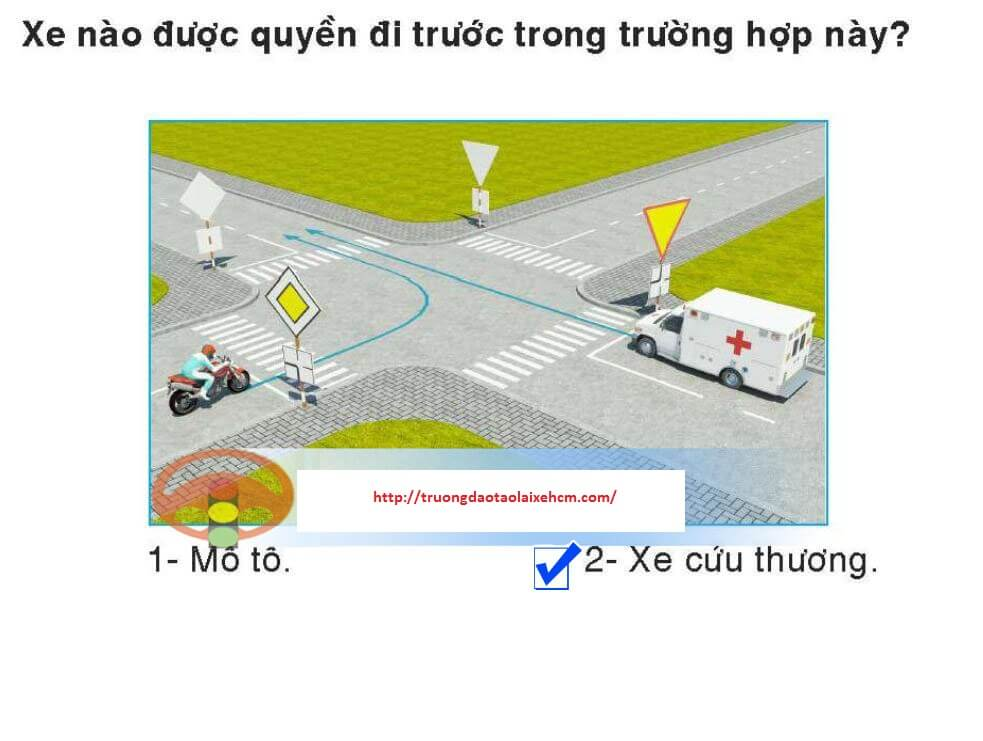 Xe nào được quyền đi trước trong trường hợp này?
http://truongdaotaolaixehcm.com/
1- Mô tô.
2- Xe cứu thương.